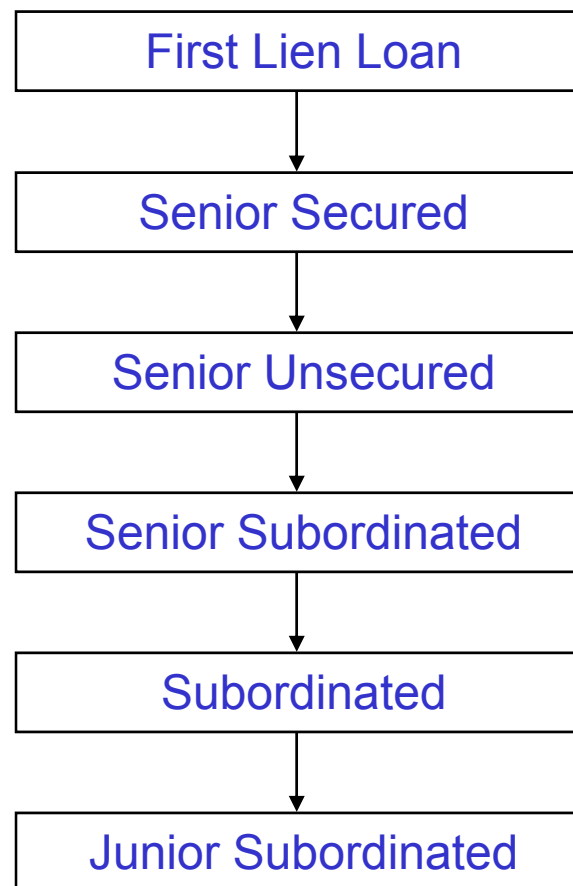 First Lien Loan
Senior Secured
Senior Unsecured
Senior Subordinated
Subordinated
Junior Subordinated